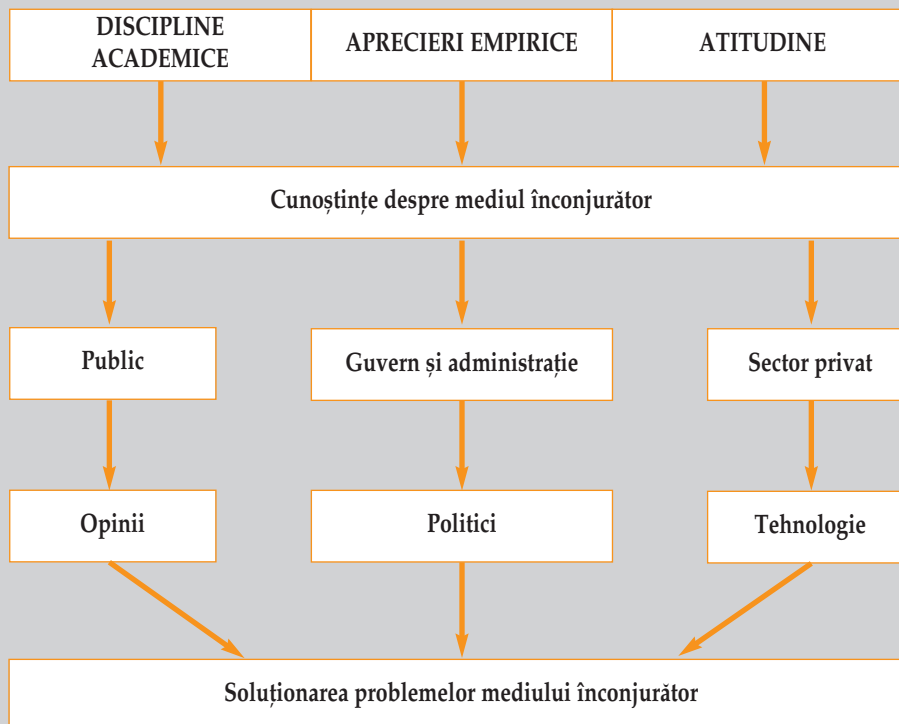 DISCIPLINE
ACADEMICE
APRECIERI EMPIRICE
ATITUDINE
Cunoștințe despre mediul înconjurător
Public
Guvern și administrație
Sector privat
Opinii
Politici
Tehnologie
Soluționarea problemelor mediului înconjurător